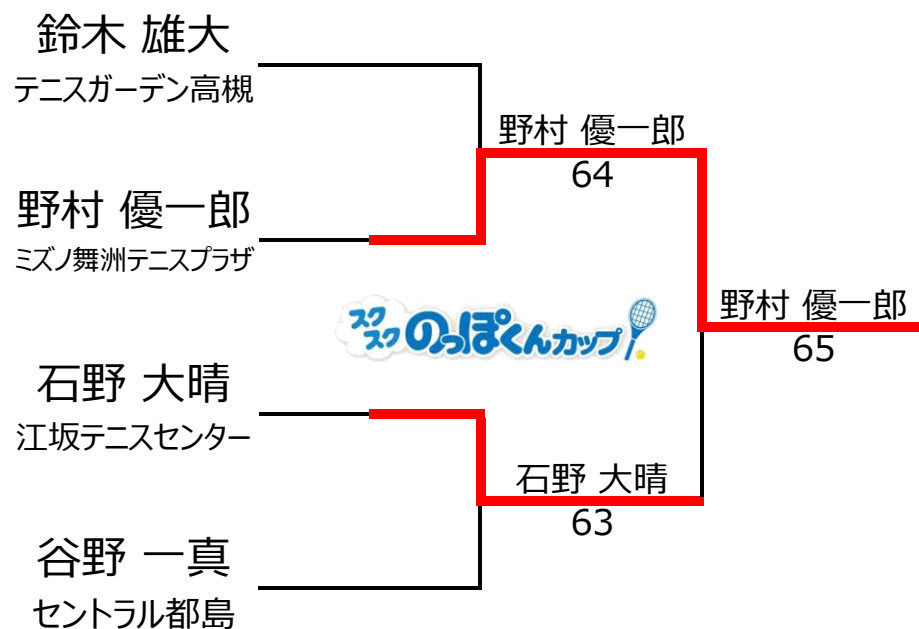 鈴木 雄大
テニスガーデン高槻
野村 優一郎
64
野村 優一郎
ミズノ舞洲テニスプラザ
スクスクのっぽくんカップ!
野村 優一郎
65
石野 大晴
江坂テニスセンター
石野 大晴
63
谷野 一真
セントラル都島